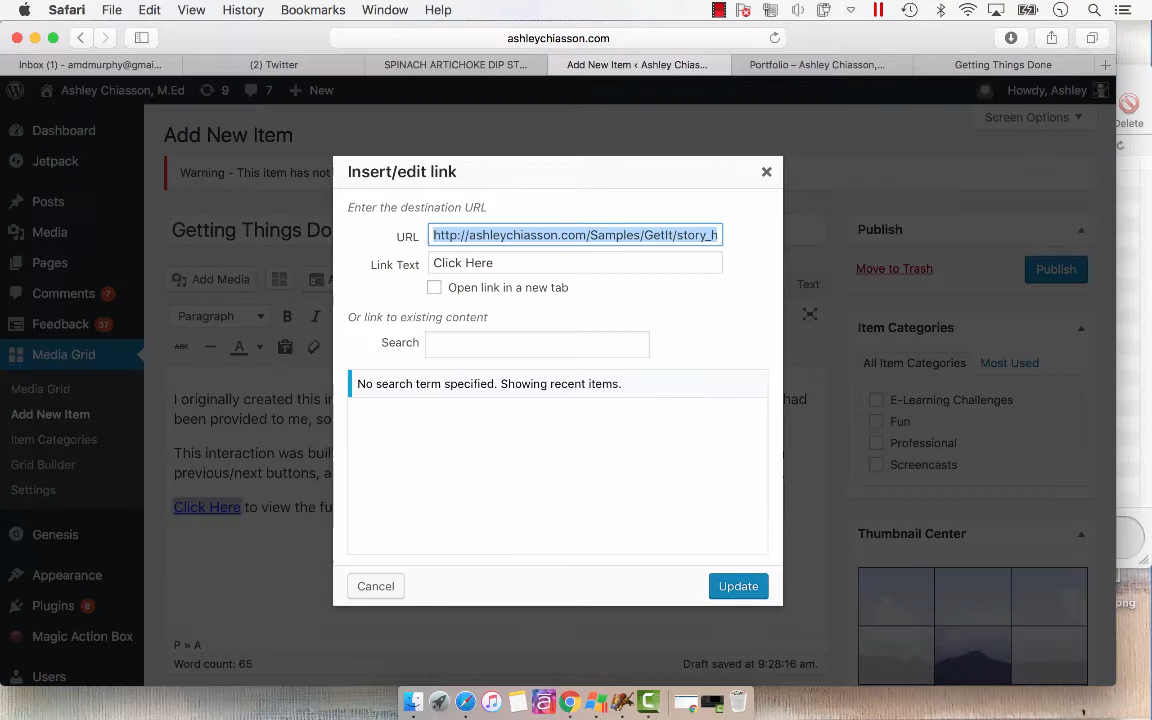 Safari File Edit View History Bookmarks Window Help
ashleychiasson.com
Inbox (1) - amdmurphy@gmai...
(2) Twitter
SPINACH ARTICHOKE DIP ST...
Add New Item ‹ Ashley Chias...
Portfolio – Ashley Chiasson,...
Getting Things Done
Ashley Chiasson, M.Ed 9 7 New
Howdy, Ashley
Delete
Dashboard
Jetpack
Posts
Media
Pages
Comments 7
Feedback 37
Media Grid
Media Grid
Add New Item
Item Categories
Grid Builder
Settings
Genesis
Appearance
Plugins 8
Magic Action Box
Users
Add New Item
Screen Options
Warning - This item has not
Getting Things Do
Add Media
Text
Paragraph
B I
ABC A
I originally created this in
had
been provided to me, so
This interaction was buil
previous/next buttons, a
Click Here to view the fu
P » A
Word count: 65
Draft saved at 9:28:16 am.
Insert/edit link
Enter the destination URL
URL http://ashleychiasson.com/Samples/GetIt/story_h
Link Text Click Here
Open link in a new tab
Or link to existing content
Search
No search term specified. Showing recent items.
Cancel
Update
Publish
Move to Trash
Publish
Item Categories
All Item Categories Most Used
E-Learning Challenges
Fun
Professional
Screencasts
Thumbnail Center
png